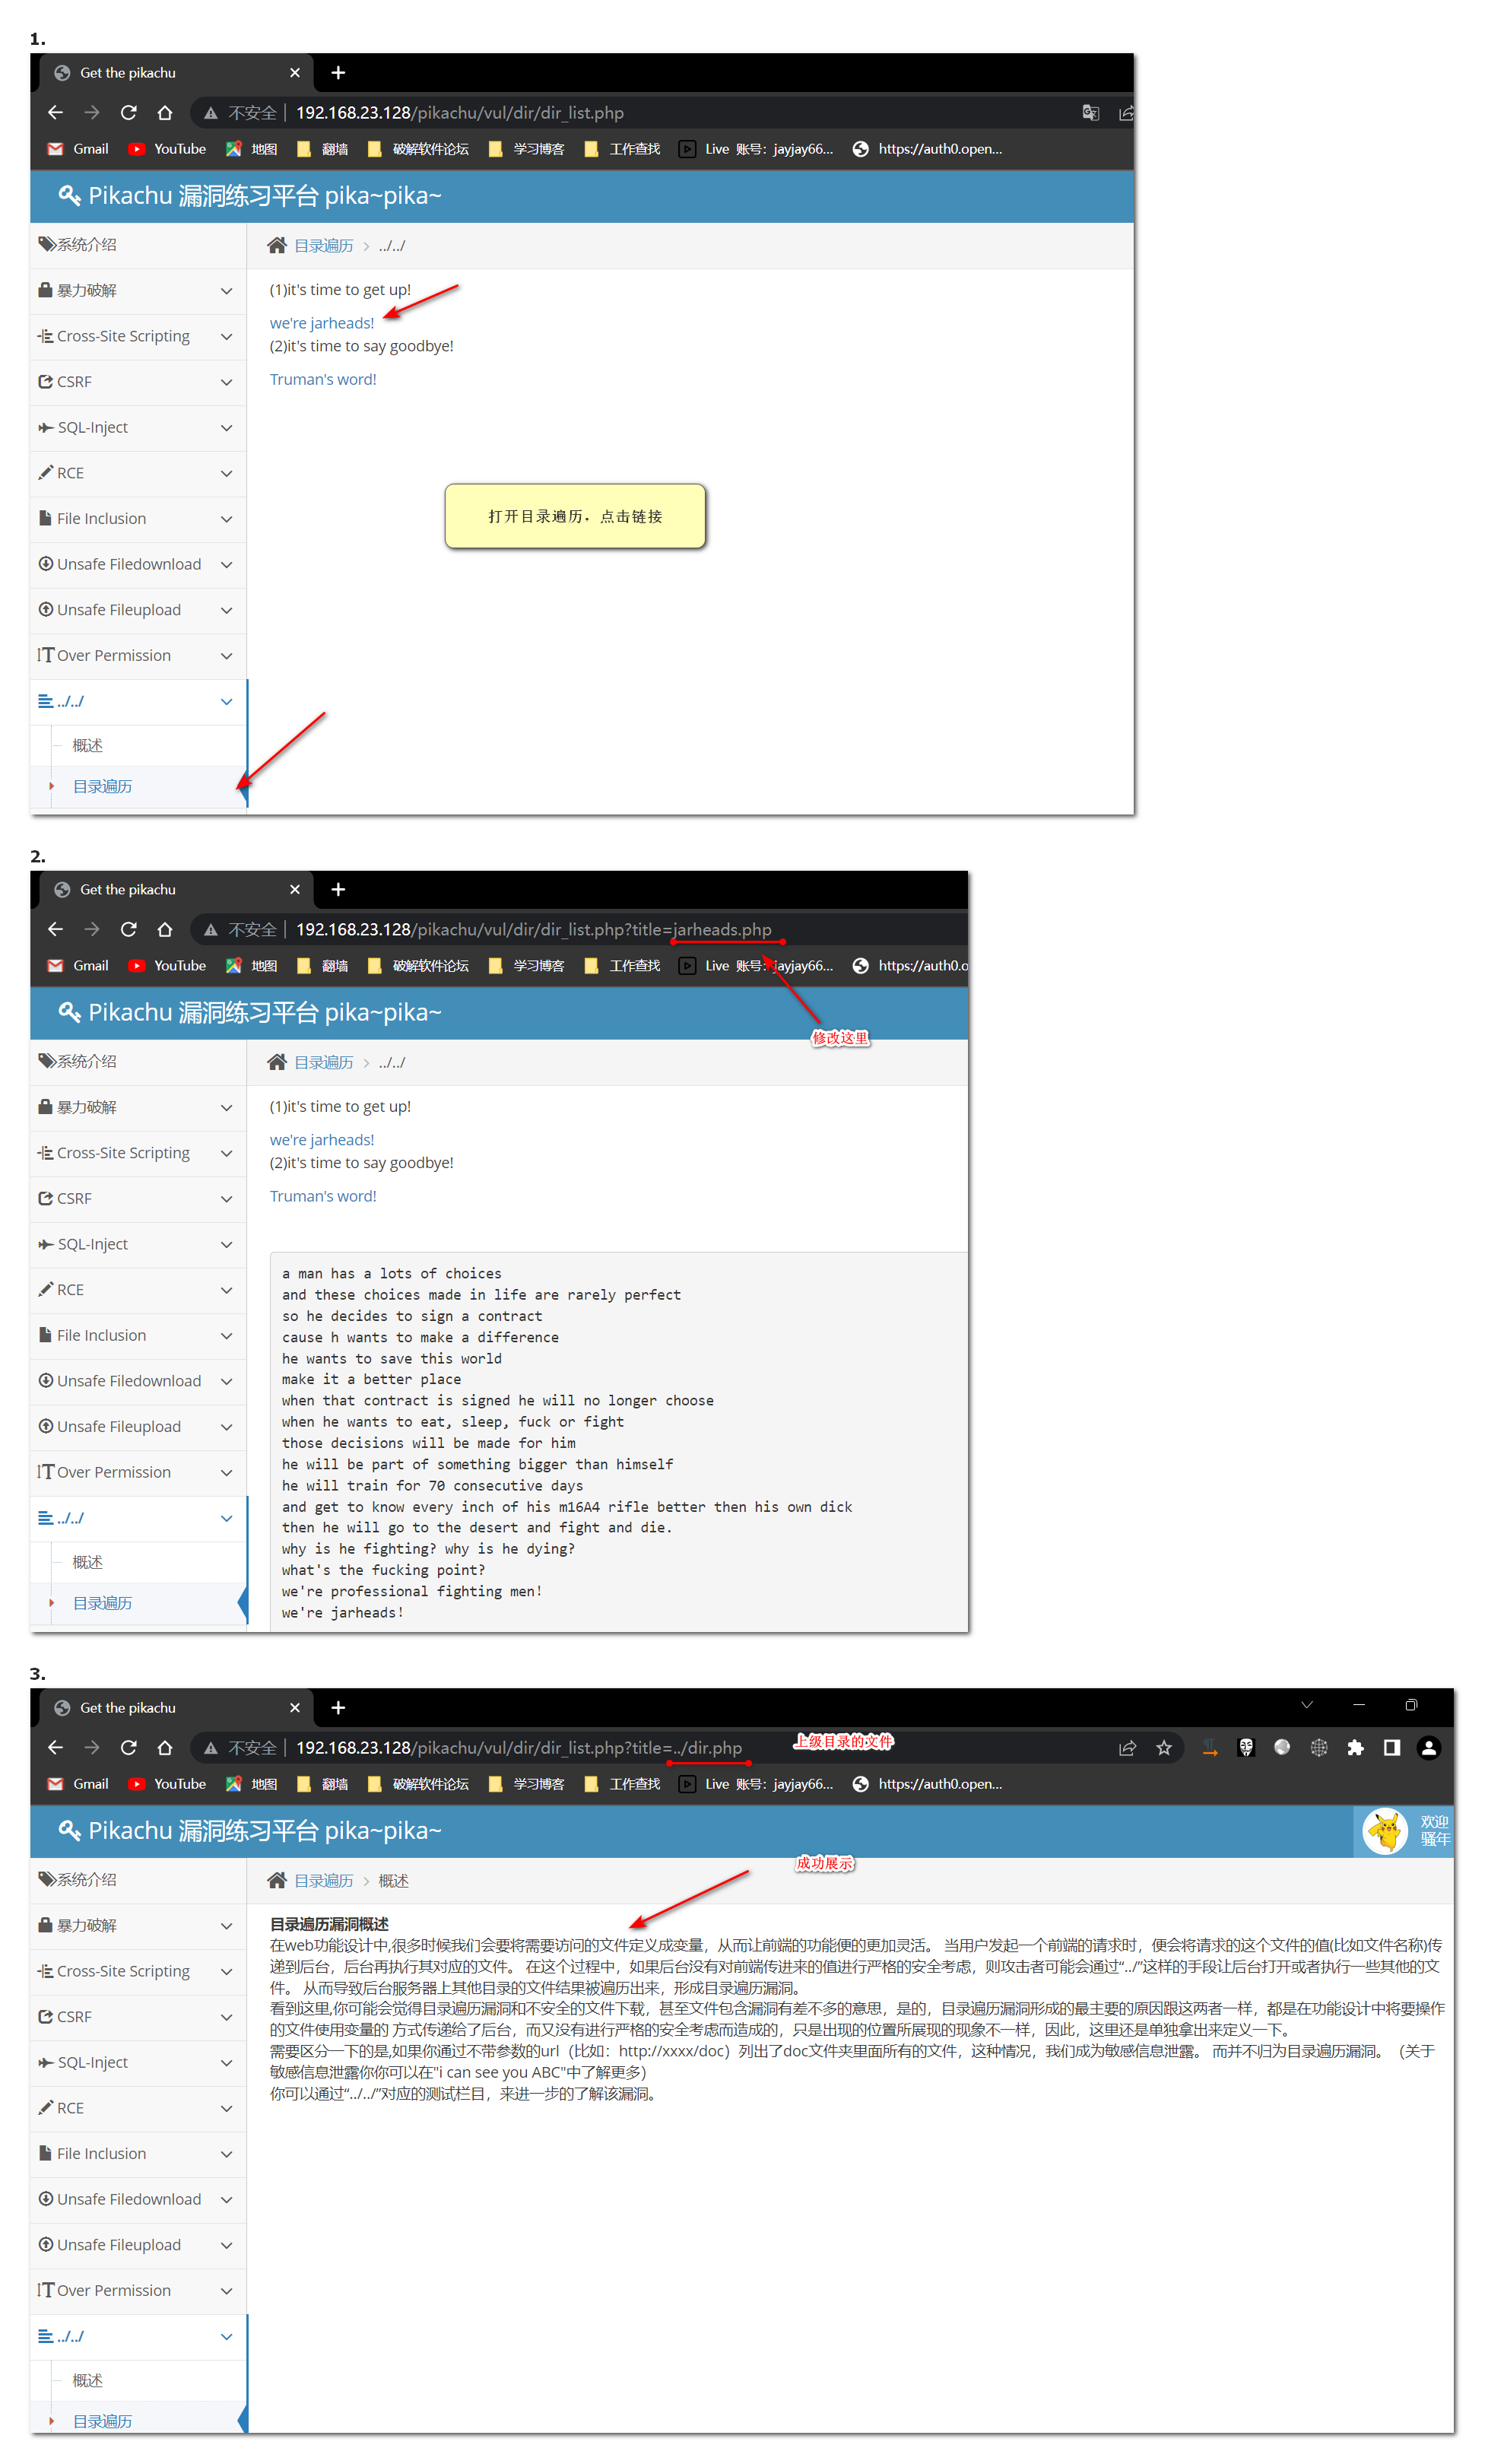 1.
Get the pikachu
不安全 192.168.23.128/pikachu/vul/dir/dir_list.php
Gmail YouTube 地图 翻墙 破解软件论坛 学习博客 工作查找 Live 账号：jayjay66... https://auth0.open...
Pikachu 漏洞练习平台 pika~pika~
系统介绍
目录遍历 > ../../
暴力破解
(1)it's time to get up!
we're jarheads!
Cross-Site Scripting
(2)it's time to say goodbye!
CSRF
Truman's word!
SQL-Inject
RCE
打开目录遍历．点击链接
File Inclusion
Unsafe Filedownload
Unsafe Fileupload
Over Permission
../../
概述
目录遍历
2.
Get the pikachu
不安全 192.168.23.128/pikachu/vul/dir/dir_list.php?title=jarheads.php
Gmail YouTube 地图 翻墙 破解软件论坛 学习博客 工作查找 Live 账号：jayjay66... https://auth0.o
Pikachu 漏洞练习平台 pika~pika~
修改这里
系统介绍
目录遍历 > ../../
暴力破解
(1)it's time to get up!
we're jarheads!
Cross-Site Scripting
(2)it's time to say goodbye!
CSRF
Truman's word!
SQL-Inject
RCE
File Inclusion
Unsafe Filedownload
Unsafe Fileupload
Over Permission
../../
概述
目录遍历
a man has a lots of choices
and these choices made in life are rarely perfect
so he decides to sign a contract
cause h wants to make a difference
he wants to save this world
make it a better place
when that contract is signed he will no longer choose
when he wants to eat, sleep, fuck or fight
those decisions will be made for him
he will be part of something bigger than himself
he will train for 70 consecutive days
and get to know every inch of his m16A4 rifle better then his own dick
then he will go to the desert and fight and die.
why is he fighting? why is he dying?
what's the fucking point?
we're professional fighting men!
we're jarheads!
3.
Get the pikachu
不安全 192.168.23.128/pikachu/vul/dir/dir_list.php?title=../dir.php
上级目录的文件
Gmail YouTube 地图 翻墙 破解软件论坛 学习博客 工作查找 Live 账号：jayjay66... https://auth0.open...
Pikachu 漏洞练习平台 pika~pika~
欢迎
骚年
成功展示
系统介绍
目录遍历 > 概述
暴力破解
Cross-Site Scripting
CSRF
SQL-Inject
RCE
File Inclusion
Unsafe Filedownload
Unsafe Fileupload
Over Permission
../../
概述
目录遍历
目录遍历漏洞概述
在web功能设计中,很多时候我们会要将需要访问的文件定义成变量，从而让前端的功能便的更加灵活。 当用户发起一个前端的请求时，便会将请求的这个文件的值(比如文件名称)传
递到后台，后台再执行其对应的文件。 在这个过程中，如果后台没有对前端传进来的值进行严格的安全考虑，则攻击者可能会通过“../”这样的手段让后台打开或者执行一些其他的文
件。 从而导致后台服务器上其他目录的文件结果被遍历出来，形成目录遍历漏洞。
看到这里,你可能会觉得目录遍历漏洞和不安全的文件下载，甚至文件包含漏洞有差不多的意思，是的，目录遍历漏洞形成的最主要的原因跟这两者一样，都是在功能设计中将要操作
的文件使用变量的 方式传递给了后台，而又没有进行严格的安全考虑而造成的，只是出现的位置所展现的现象不一样，因此，这里还是单独拿出来定义一下。
需要区分一下的是,如果你通过不带参数的url（比如：http://xxxx/doc）列出了doc文件夹里面所有的文件，这种情况，我们成为敏感信息泄露。 而并不归为目录遍历漏洞。（关于
敏感信息泄露你你可以在"i can see you ABC"中了解更多)
你可以通过“../../”对应的测试栏目，来进一步的了解该漏洞。